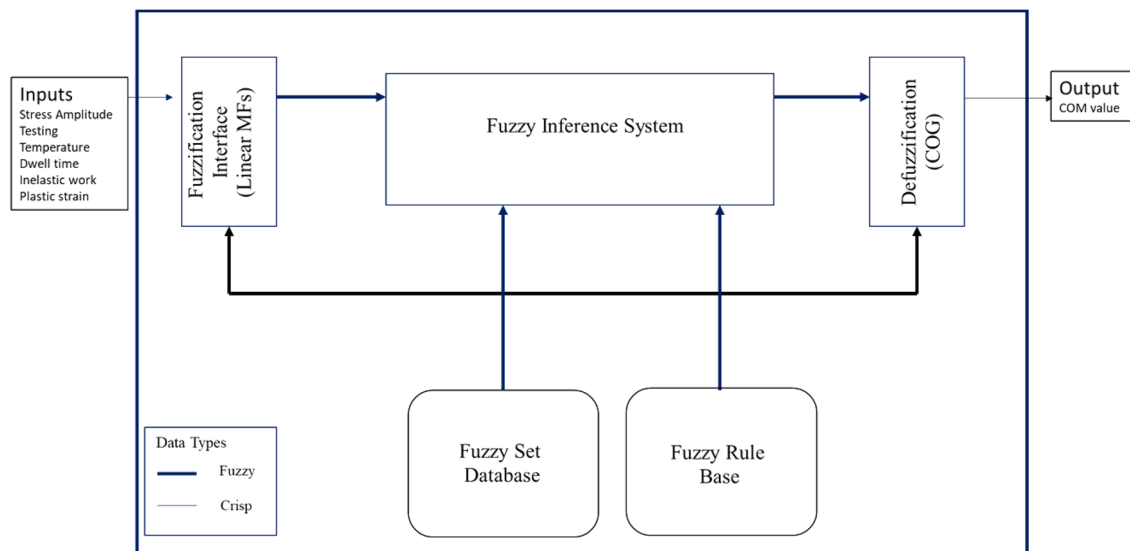 Inputs
Stress Amplitude
Testing
Temperature
Dwell time
Inelastic work
Plastic strain
Fuzzification
Interface
(Linear MFs)
Fuzzy Inference System
Defuzzification
(COG)
Output
COM value
Fuzzy Set
Database
Fuzzy Rule
Base
Data Types
Fuzzy
Crisp